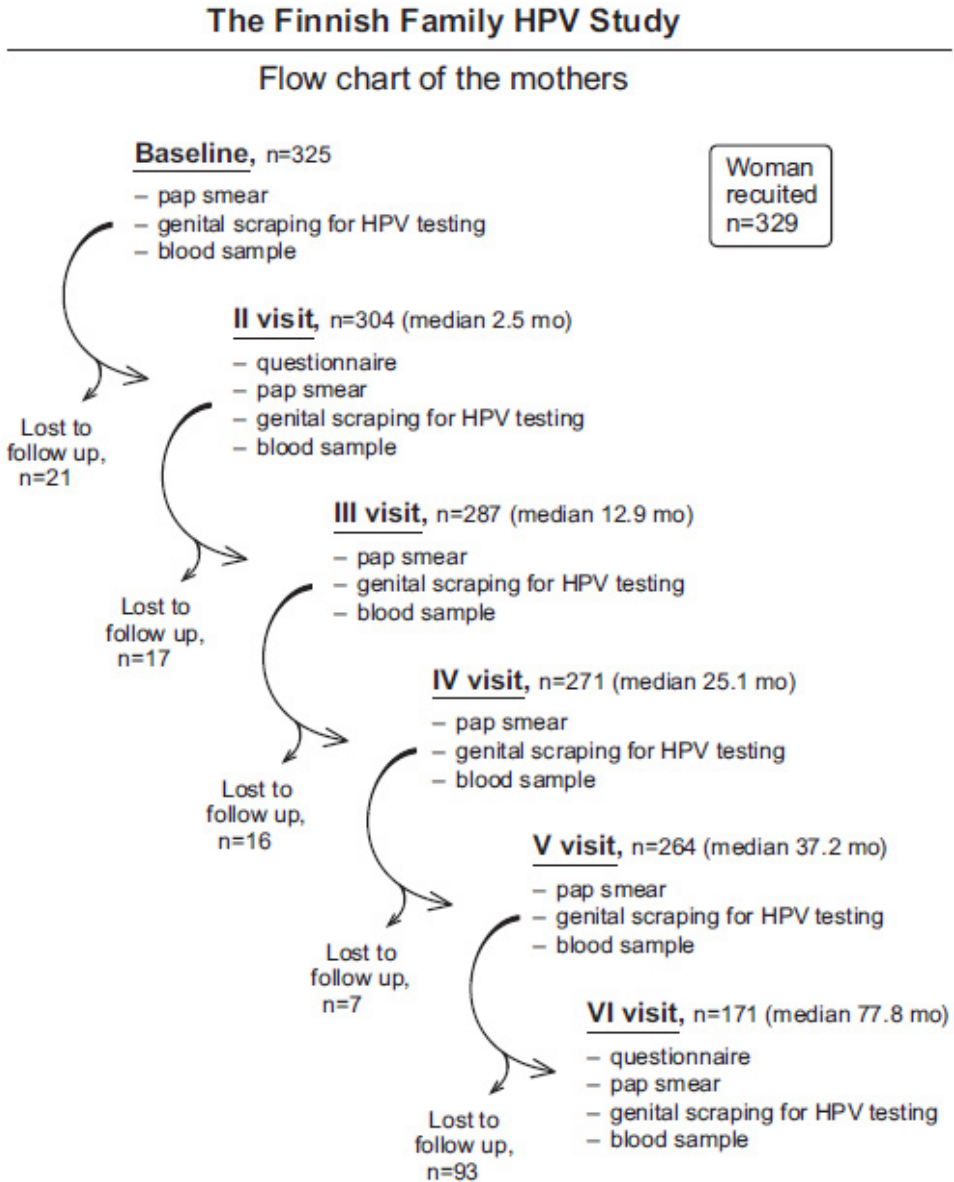 The Finnish Family HPV Study
Flow chart of the mothers
Baseline, n=325
– pap smear
– genital scraping for HPV testing
– blood sample
Woman
recuited
n=329
II visit, n=304 (median 2.5 mo)
– questionnaire
– pap smear
– genital scraping for HPV testing
– blood sample
Lost to
follow up,
n=21
III visit, n=287 (median 12.9 mo)
– pap smear
– genital scraping for HPV testing
– blood sample
Lost to
follow up,
n=17
IV visit, n=271 (median 25.1 mo)
– pap smear
– genital scraping for HPV testing
– blood sample
Lost to
follow up,
n=16
V visit, n=264 (median 37.2 mo)
– pap smear
– genital scraping for HPV testing
– blood sample
Lost to
follow up,
n=7
VI visit, n=171 (median 77.8 mo)
– questionnaire
– pap smear
– genital scraping for HPV testing
– blood sample
Lost to
follow up,
n=93